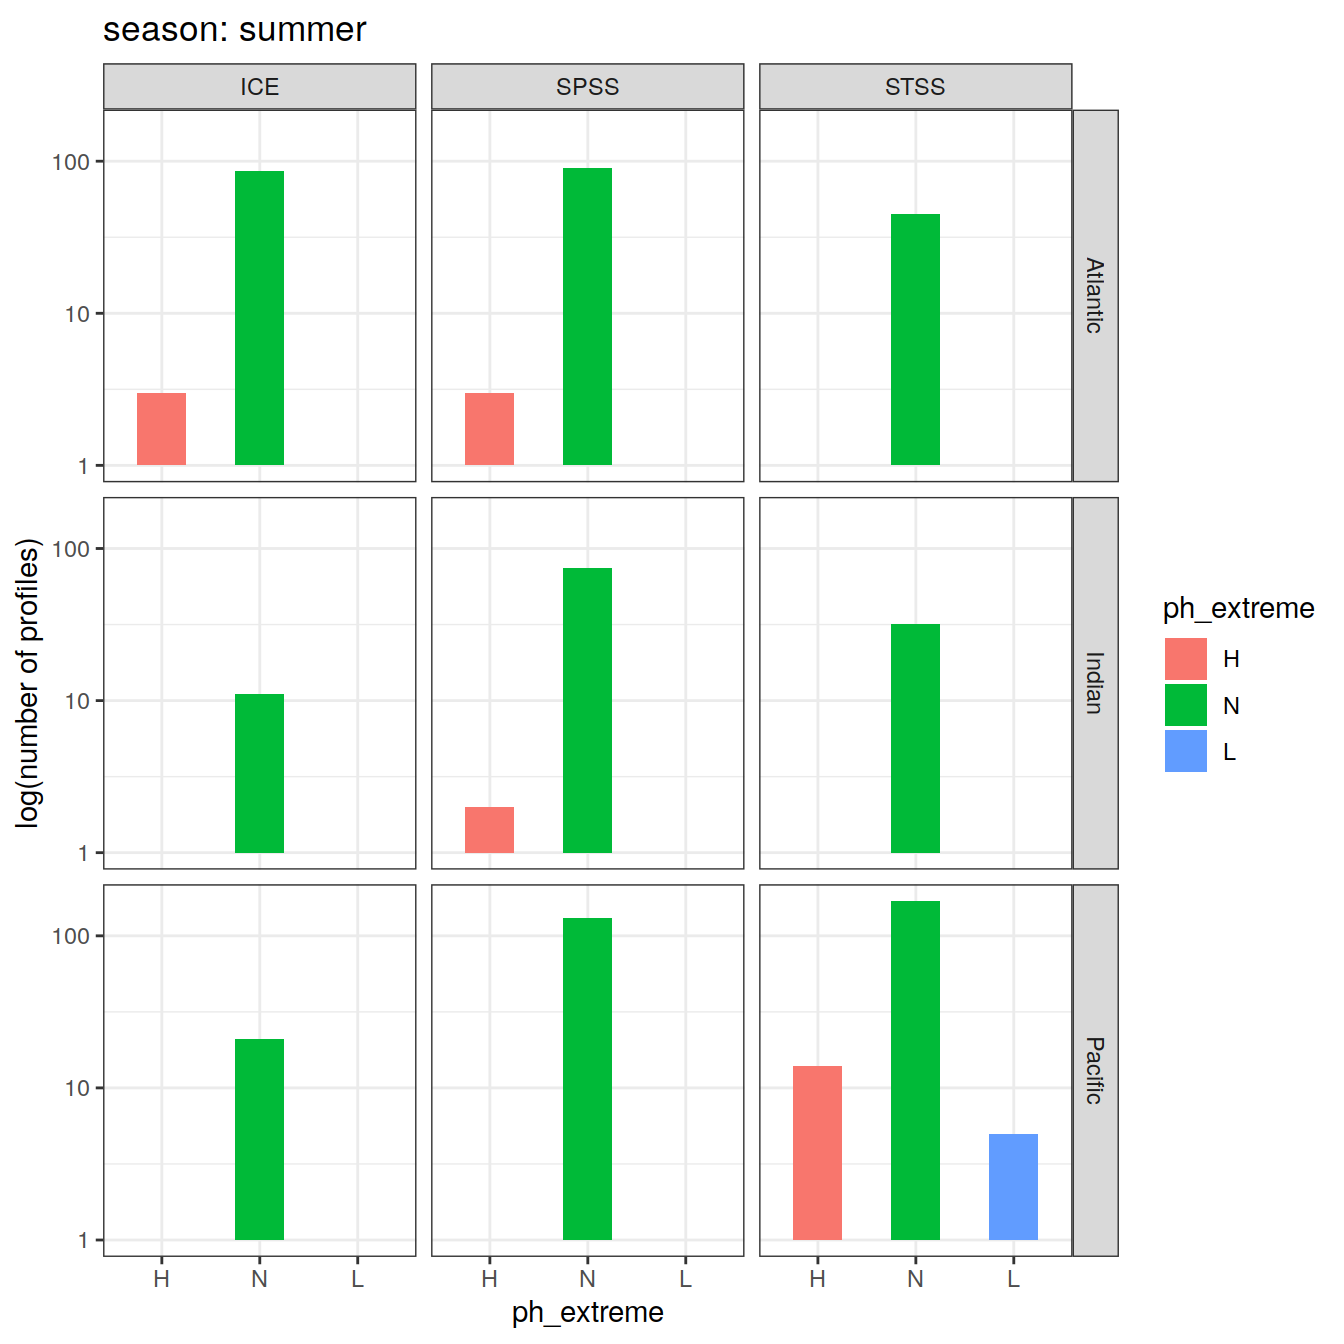 season: summer
ICE
SPSS
STSS
100
10
1
Atlantic
100
10
1
Indian
100
10
1
Pacific
log(number of profiles)
H
N
L
H
N
L
H
N
L
ph_extreme
ph_extreme
H
N
L